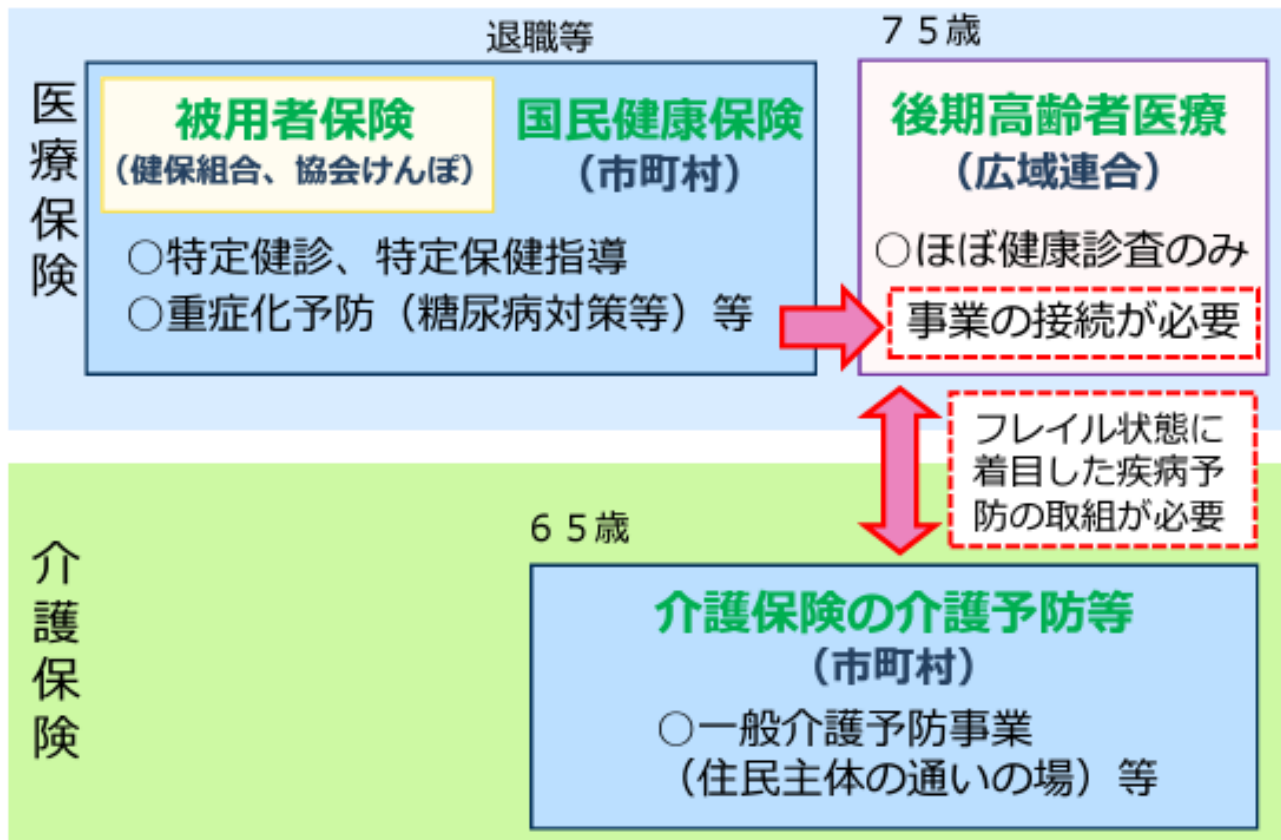 医療保険
退職等
７５歳
被用者保険
（健保組合、協会けんぽ）
国民健康保険
（市町村）
○特定健診、特定保健指導
○重症化予防（糖尿病対策等）等
後期高齢者医療
（広域連合）
○ほぼ健康診査のみ
事業の接続が必要
フレイル状態に
着目した疾病予
防の取組が必要
介護保険
６５歳
介護保険の介護予防等
（市町村）
○一般介護予防事業
（住民主体の通いの場）等